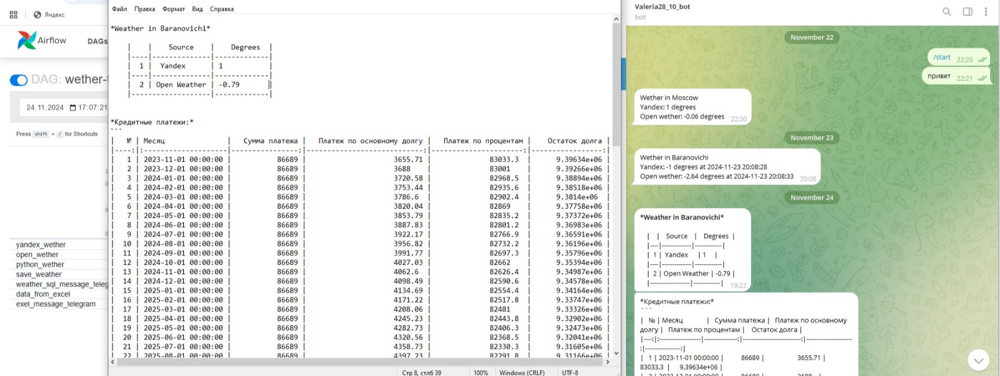 Яндекс
Airflow
DAGs
DAG: wether-
24.11.2024 17:07:21
Press shift + / for Shortcuts
yandex_wether
open_wether
python_wether
save_weather
weather_sql_message_teleg
data_from_excel
exel_message_telegram
Файл Правка Формат Вид Справка
*Weather in Baranovichi*
|    |    Source    |    Degrees  |
|----|--------------|-------------|
|  1 |  Yandex      | 1           |
|----|--------------|-------------|
|  2 | Open Weather | -0.79       |
|-------------------|-------------|
*Кредитные платежи:*
```
|   № | Месяц               |   Сумма платежа |   Платеж по основному долгу |   Платеж по процентам |   Остаток долга |
|----:|:--------------------|----------------:|----------------------------:|----------------------:|----------------:|
|   1 | 2023-11-01 00:00:00 |           86689 |                     3655.71 |               83033.3 |     9.39634e+06 |
|   2 | 2023-12-01 00:00:00 |           86689 |                     3688    |               83001   |     9.39266e+06 |
|   3 | 2024-01-01 00:00:00 |           86689 |                     3720.58 |               82968.5 |     9.38894e+06 |
|   4 | 2024-02-01 00:00:00 |           86689 |                     3753.44 |               82935.6 |     9.38518e+06 |
|   5 | 2024-03-01 00:00:00 |           86689 |                     3786.6  |               82902.4 |     9.3814e+06  |
|   6 | 2024-04-01 00:00:00 |           86689 |                     3820.04 |               82869   |     9.37758e+06 |
|   7 | 2024-05-01 00:00:00 |           86689 |                     3853.79 |               82835.2 |     9.37372e+06 |
|   8 | 2024-06-01 00:00:00 |           86689 |                     3887.83 |               82801.2 |     9.36983e+06 |
|   9 | 2024-07-01 00:00:00 |           86689 |                     3922.17 |               82766.9 |     9.36591e+06 |
|  10 | 2024-08-01 00:00:00 |           86689 |                     3956.82 |               82732.2 |     9.36196e+06 |
|  11 | 2024-09-01 00:00:00 |           86689 |                     3991.77 |               82697.3 |     9.35796e+06 |
|  12 | 2024-10-01 00:00:00 |           86689 |                     4027.03 |               82662   |     9.35394e+06 |
|  13 | 2024-11-01 00:00:00 |           86689 |                     4062.6  |               82626.4 |     9.34987e+06 |
|  14 | 2024-12-01 00:00:00 |           86689 |                     4098.49 |               82590.6 |     9.34578e+06 |
|  15 | 2025-01-01 00:00:00 |           86689 |                     4134.69 |               82554.4 |     9.34164e+06 |
|  16 | 2025-02-01 00:00:00 |           86689 |                     4171.22 |               82517.8 |     9.33747e+06 |
|  17 | 2025-03-01 00:00:00 |           86689 |                     4208.06 |               82481   |     9.33326e+06 |
|  18 | 2025-04-01 00:00:00 |           86689 |                     4245.23 |               82443.8 |     9.32902e+06 |
|  19 | 2025-05-01 00:00:00 |           86689 |                     4282.73 |               82406.3 |     9.32473e+06 |
|  20 | 2025-06-01 00:00:00 |           86689 |                     4320.56 |               82368.5 |     9.32041e+06 |
|  21 | 2025-07-01 00:00:00 |           86689 |                     4358.73 |               82330.3 |     9.31605e+06 |
|  22 | 2025-08-01 00:00:00 |           86689 |                     4397.23 |               82291.8 |     9.31166e+06 |
Стр 8, стлб 39 100% Windows (CRLF) UTF-8
Valeria28_10_bot
bot
November 22
/start 22:20
привет 22:21
Wether in Moscow
Yandex: 1 degrees
Open wether: -0.06 degrees 22:30
November 23
Wether in Baranovichi
Yandex: -1 degrees at 2024-11-23 20:08:28
Open wether: -2.64 degrees at 2024-11-23 20:08:33 20:08
November 24
*Weather in Baranovichi*
|    |    Source    |    Degrees  |
|----|--------------|-------------|
|  1 |  Yandex      | 1    |
|----|--------------|-------------|
|  2 | Open Weather | -0.79 |
|-------------------|-------------| 19:22
*Кредитные платежи:*
```
|   № | Месяц               |   Сумма платежа |   Платеж по основному
долгу |   Платеж по процентам |   Остаток долга |
|----:|:--------------------|----------------:|----------------------------:|----------------------
:|----------------:|
|   1 | 2023-11-01 00:00:00 |           86689 |                     3655.71 |
83033.3 |     9.39634e+06 |
|   2 | 2023-12-01 00:00:00 |           86689 |                     3688    |